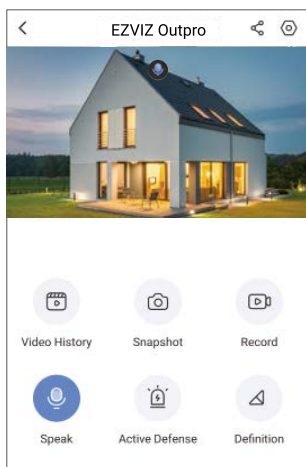 EZVIZ Outpro
Video History
Snapshot
Record
Speak
Active Defense
Definition